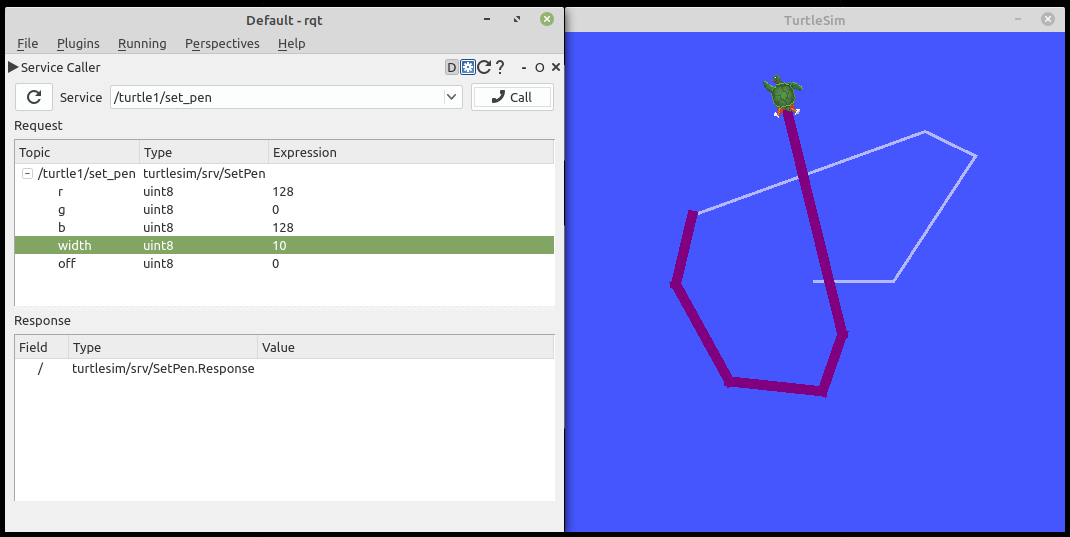 Default - rqt
File Plugins Running Perspectives Help
Service Caller D ?  - O ×
Service /turtle1/set_pen Call
Request
Topic Type Expression
/turtle1/set_pen turtlesim/srv/SetPen
r uint8 128
g uint8 0
b uint8 128
width uint8 10
off uint8 0
Response
Field Type Value
/ turtlesim/srv/SetPen.Response
TurtleSim